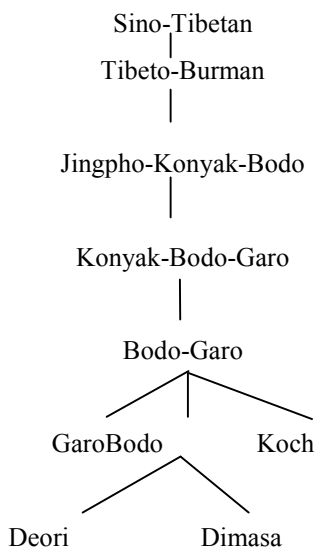 Sino-Tibetan
Tibeto-Burman
Jingpho-Konyak-Bodo
Konyak-Bodo-Garo
Bodo-Garo
GaroBodo Koch
Deori Dimasa